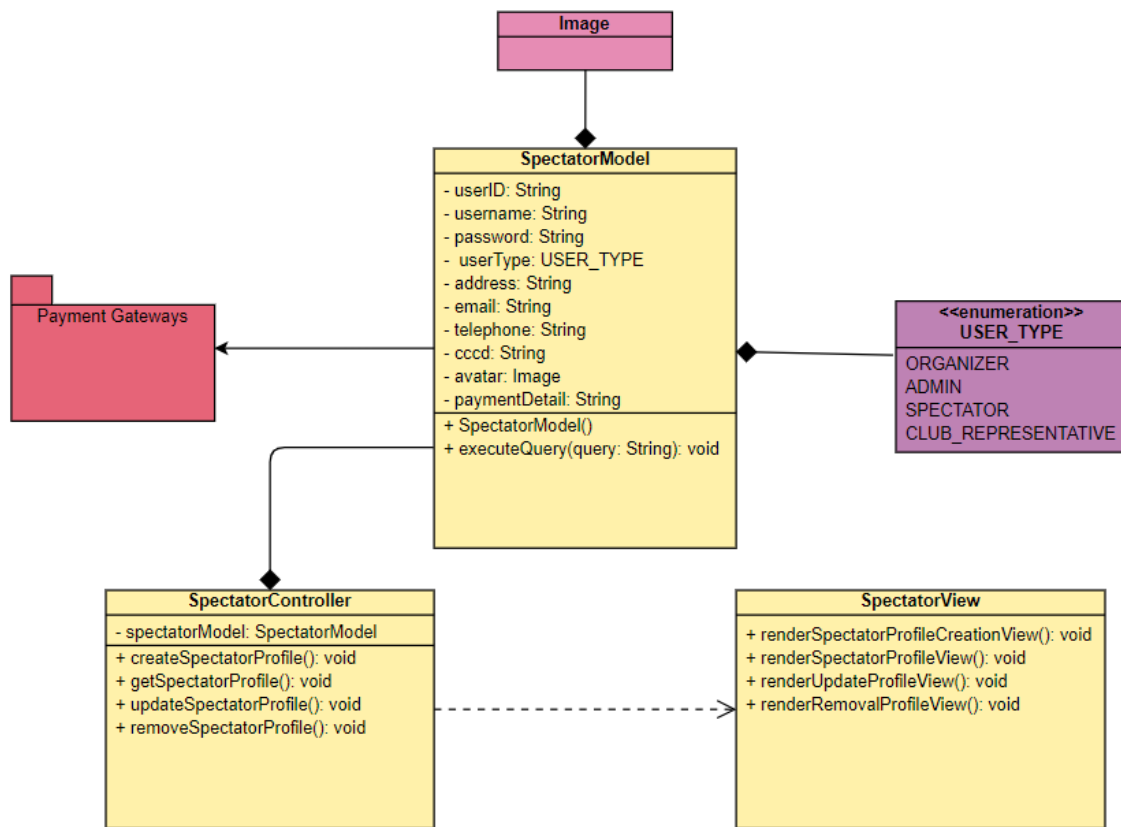 Image
SpectatorModel
- userID: String
- username: String
- password: String
- userType: USER_TYPE
- address: String
- email: String
- telephone: String
- cccd: String
- avatar: Image
- paymentDetail: String
+ SpectatorModel()
+ executeQuery(query: String): void
Payment Gateways
<<enumeration>>
USER_TYPE
ORGANIZER
ADMIN
SPECTATOR
CLUB_REPRESENTATIVE
SpectatorController
- spectatorModel: SpectatorModel
+ createSpectatorProfile(): void
+ getSpectatorProfile(): void
+ updateSpectatorProfile(): void
+ removeSpectatorProfile(): void
SpectatorView
+ renderSpectatorProfileCreationView(): void
+ renderSpectatorProfileView(): void
+ renderUpdateProfileView(): void
+ renderRemovalProfileView(): void